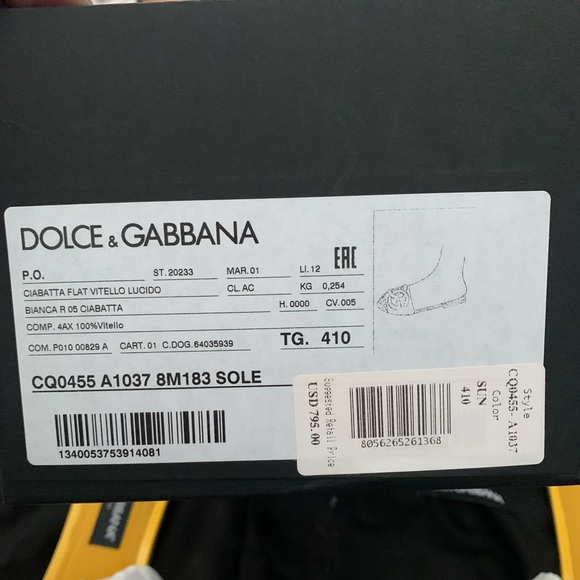 DOLCE & GABBANA
P.O. ST. 20233 MAR. 01 LI. 12 EAC
CIABATTA FLAT VITELLO LUCIDO CL. AC KG 0,254
BIANCA R 05 CIABATTA H. 0000 CV. 005
COMP. 4AX 100%Vitello
COM. P010 00829 A CART. 01 C.DOG. 64035939 TG. 410
CQ0455 A1037 8M183 SOLE
1340053753914081
Style
CQ0455- A1037
Color
SUN
410
8056265261368
Suggested Retail Price
USD 795.00